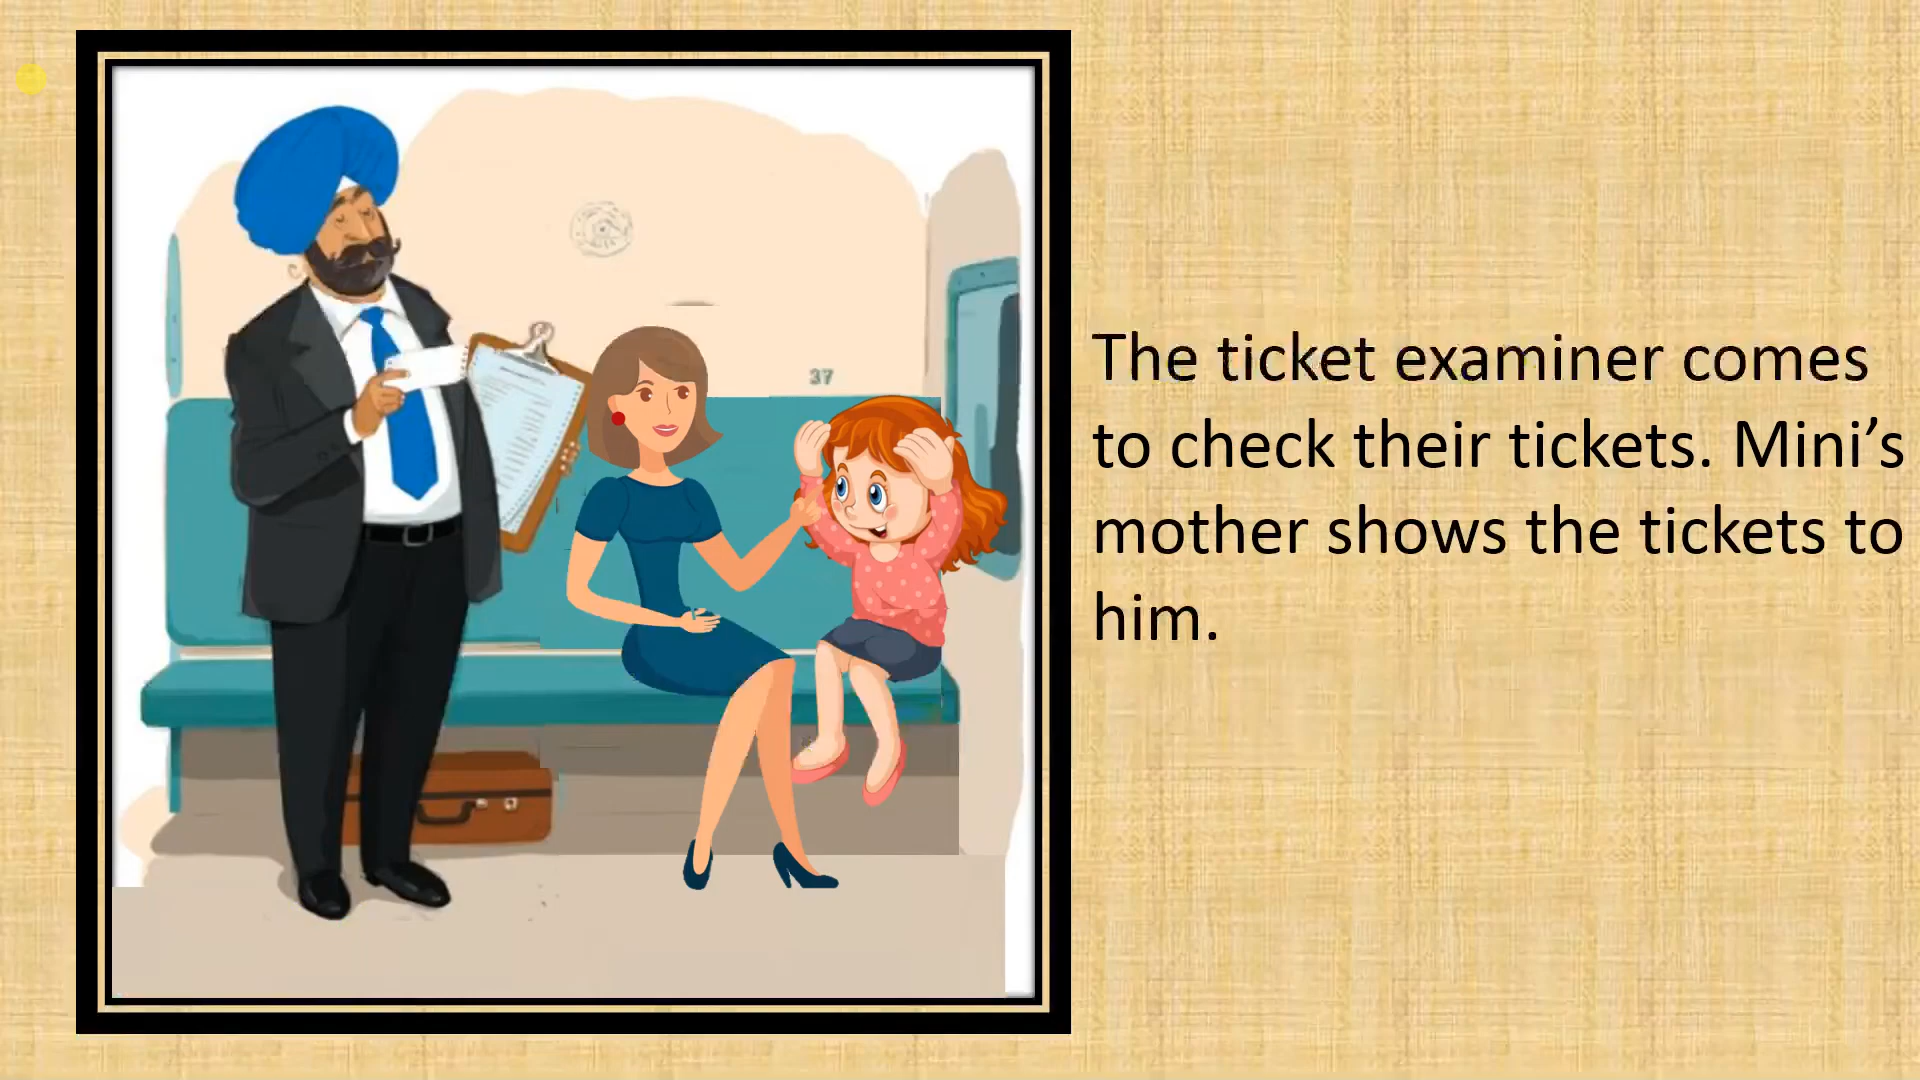 37
The ticket examiner comes
to check their tickets. Mini’s
mother shows the tickets to
him.